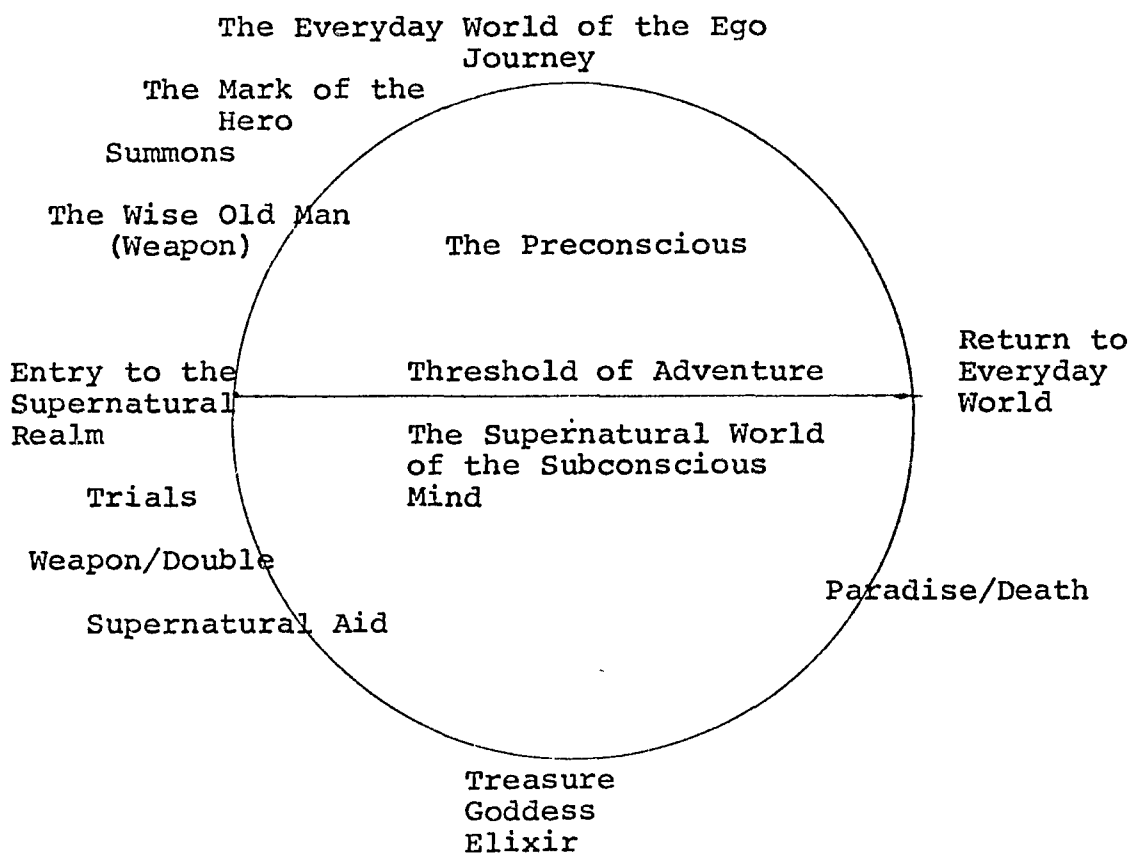 The Everyday World of the Ego
Journey
The Mark of the
Hero
Summons
The Wise Old Man
(Weapon)
The Preconscious
Entry to the
Supernatural
Realm
Threshold of Adventure
Return to
Everyday
World
The Supernatural World
of the Subconscious
Mind
Trials
Weapon/Double
Supernatural Aid
Paradise/Death
Treasure
Goddess
Elixir